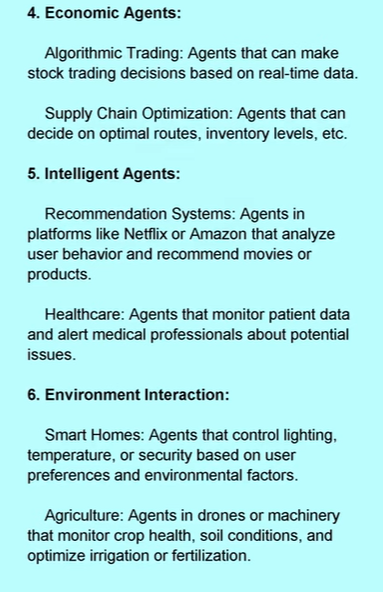 4. Economic Agents:
Algorithmic Trading: Agents that can make
stock trading decisions based on real-time data.
Supply Chain Optimization: Agents that can
decide on optimal routes, inventory levels, etc.
5. Intelligent Agents:
Recommendation Systems: Agents in
platforms like Netflix or Amazon that analyze
user behavior and recommend movies or
products.
Healthcare: Agents that monitor patient data
and alert medical professionals about potential
issues.
6. Environment Interaction:
Smart Homes: Agents that control lighting,
temperature, or security based on user
preferences and environmental factors.
Agriculture: Agents in drones or machinery
that monitor crop health, soil conditions, and
optimize irrigation or fertilization.